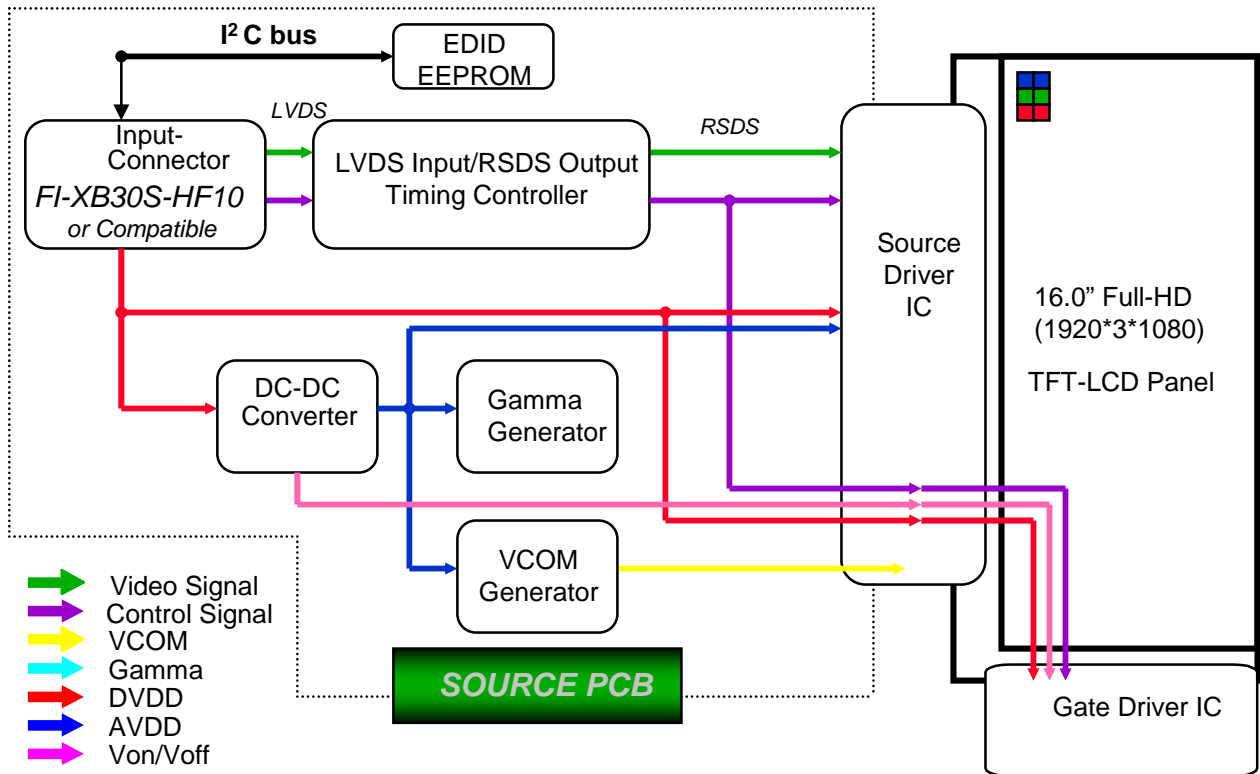 I² C bus
EDID
EEPROM
LVDS
RSDS
Input-
Connector
FI-XB30S-HF10
or Compatible
LVDS Input/RSDS Output
Timing Controller
Source
Driver
IC
16.0” Full-HD
(1920*3*1080)
TFT-LCD Panel
DC-DC
Converter
Gamma
Generator
VCOM
Generator
Video Signal
Control Signal
VCOM
Gamma
DVDD
AVDD
Von/Voff
SOURCE PCB
Gate Driver IC